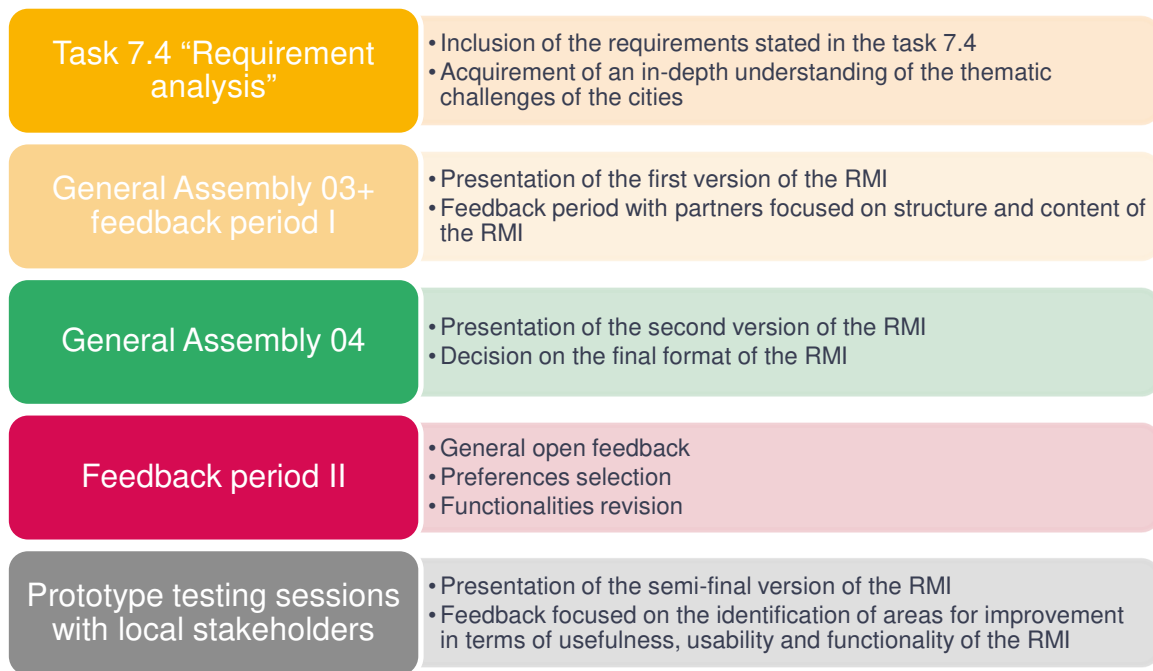 Task 7.4 “Requirement
analysis”
• Inclusion of the requirements stated in the task 7.4
• Acquirement of an in-depth understanding of the thematic
challenges of the cities
General Assembly 03+
feedback period I
• Presentation of the first version of the RMI
• Feedback period with partners focused on structure and content of
the RMI
General Assembly 04
• Presentation of the second version of the RMI
• Decision on the final format of the RMI
Feedback period II
• General open feedback
• Preferences selection
• Functionalities revision
Prototype testing sessions
with local stakeholders
• Presentation of the semi-final version of the RMI
• Feedback focused on the identification of areas for improvement
in terms of usefulness, usability and functionality of the RMI